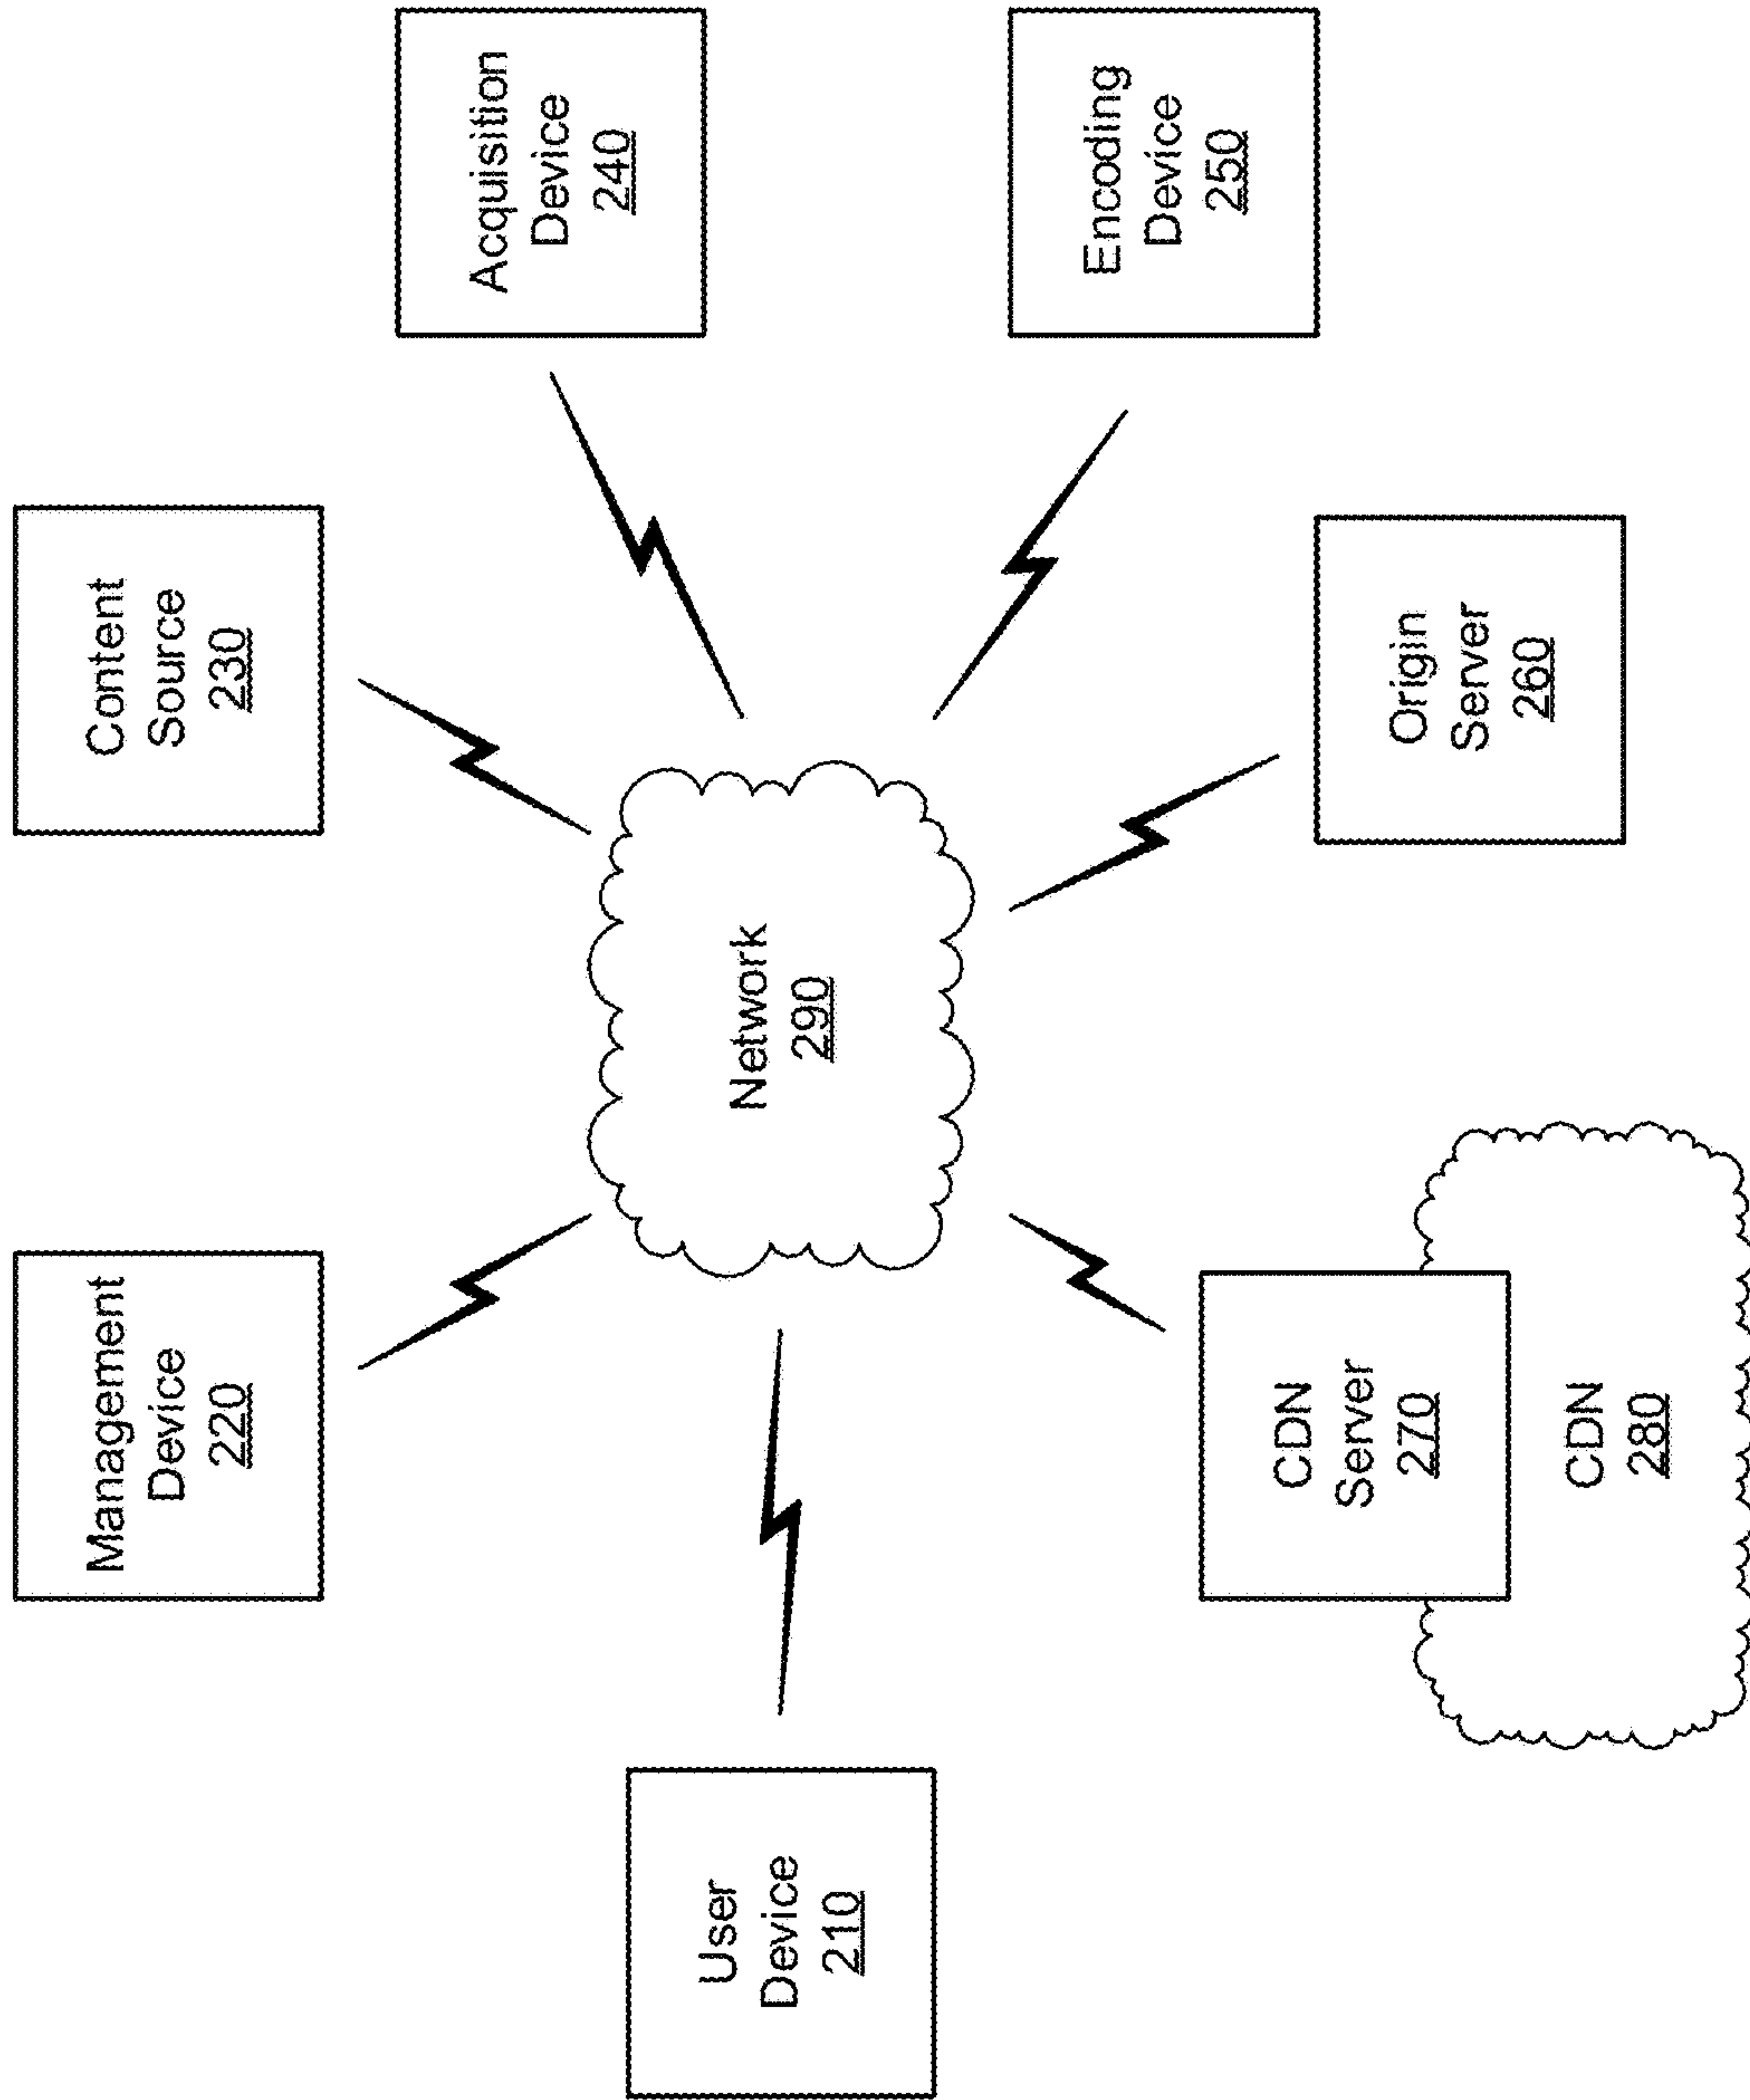 Management
Device
220
Content
Source
230
Acquisition
Device
240
User
Device
210
Network
290
Encoding
Device
250
CDN
Server
270
Origin
Server
260
CDN
280